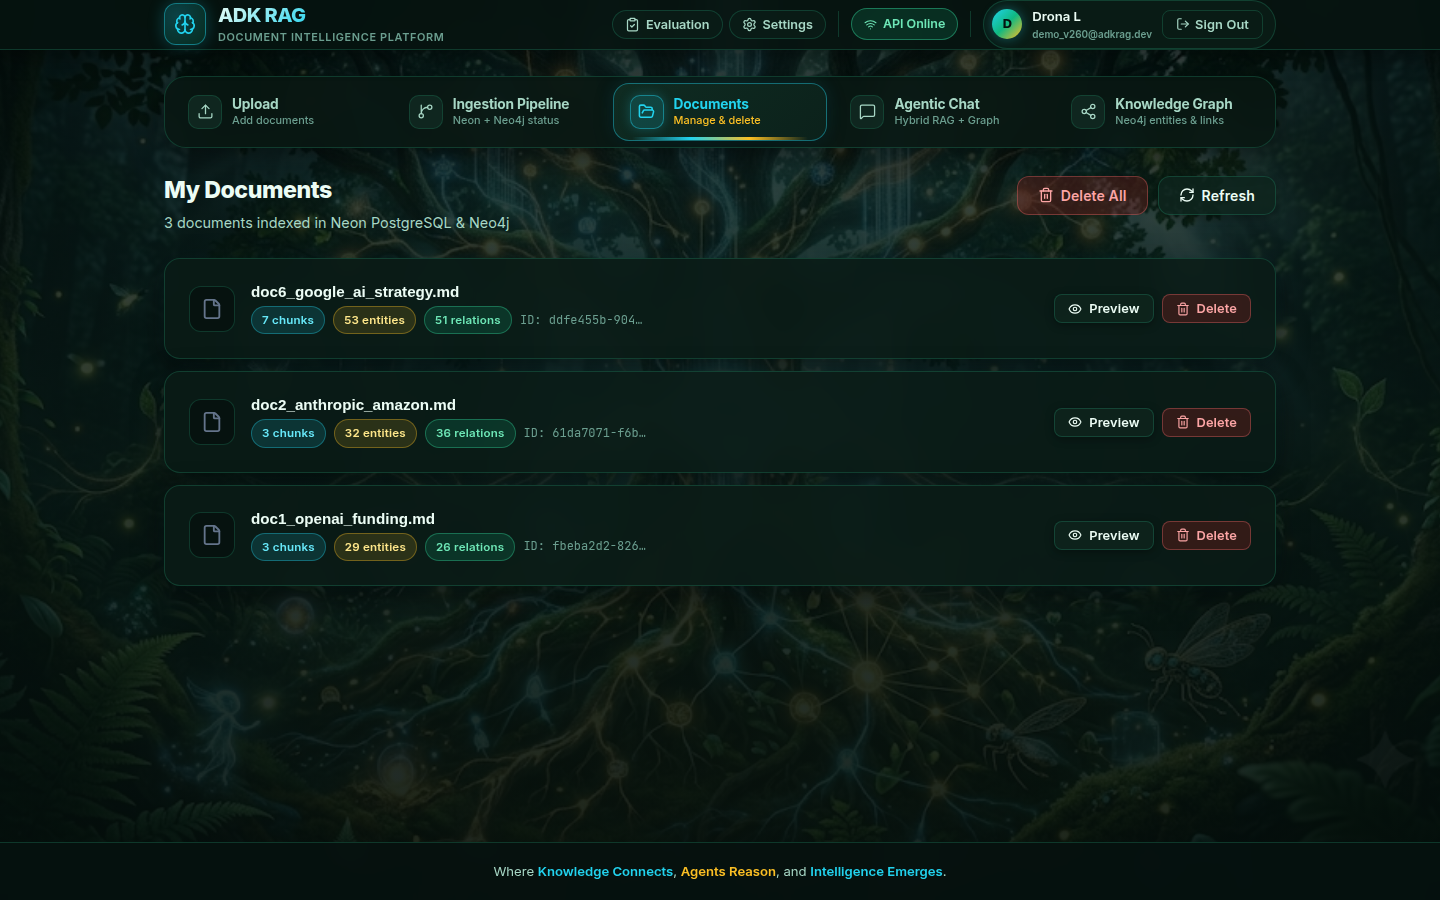 ADK RAG
DOCUMENT INTELLIGENCE PLATFORM
Evaluation
Settings
API Online
D
Drona L
demo_v260@adkrag.dev
Sign Out
Upload
Add documents
Ingestion Pipeline
Neon + Neo4j status
Documents
Manage & delete
Agentic Chat
Hybrid RAG + Graph
Knowledge Graph
Neo4j entities & links
My Documents
3 documents indexed in Neon PostgreSQL & Neo4j
Delete All
Refresh
doc6_google_ai_strategy.md
7 chunks 53 entities 51 relations ID: ddfe455b-904…
Preview
Delete
doc2_anthropic_amazon.md
3 chunks 32 entities 36 relations ID: 61da7071-f6b…
Preview
Delete
doc1_openai_funding.md
3 chunks 29 entities 26 relations ID: fbeba2d2-826…
Preview
Delete
Where Knowledge Connects, Agents Reason, and Intelligence Emerges.